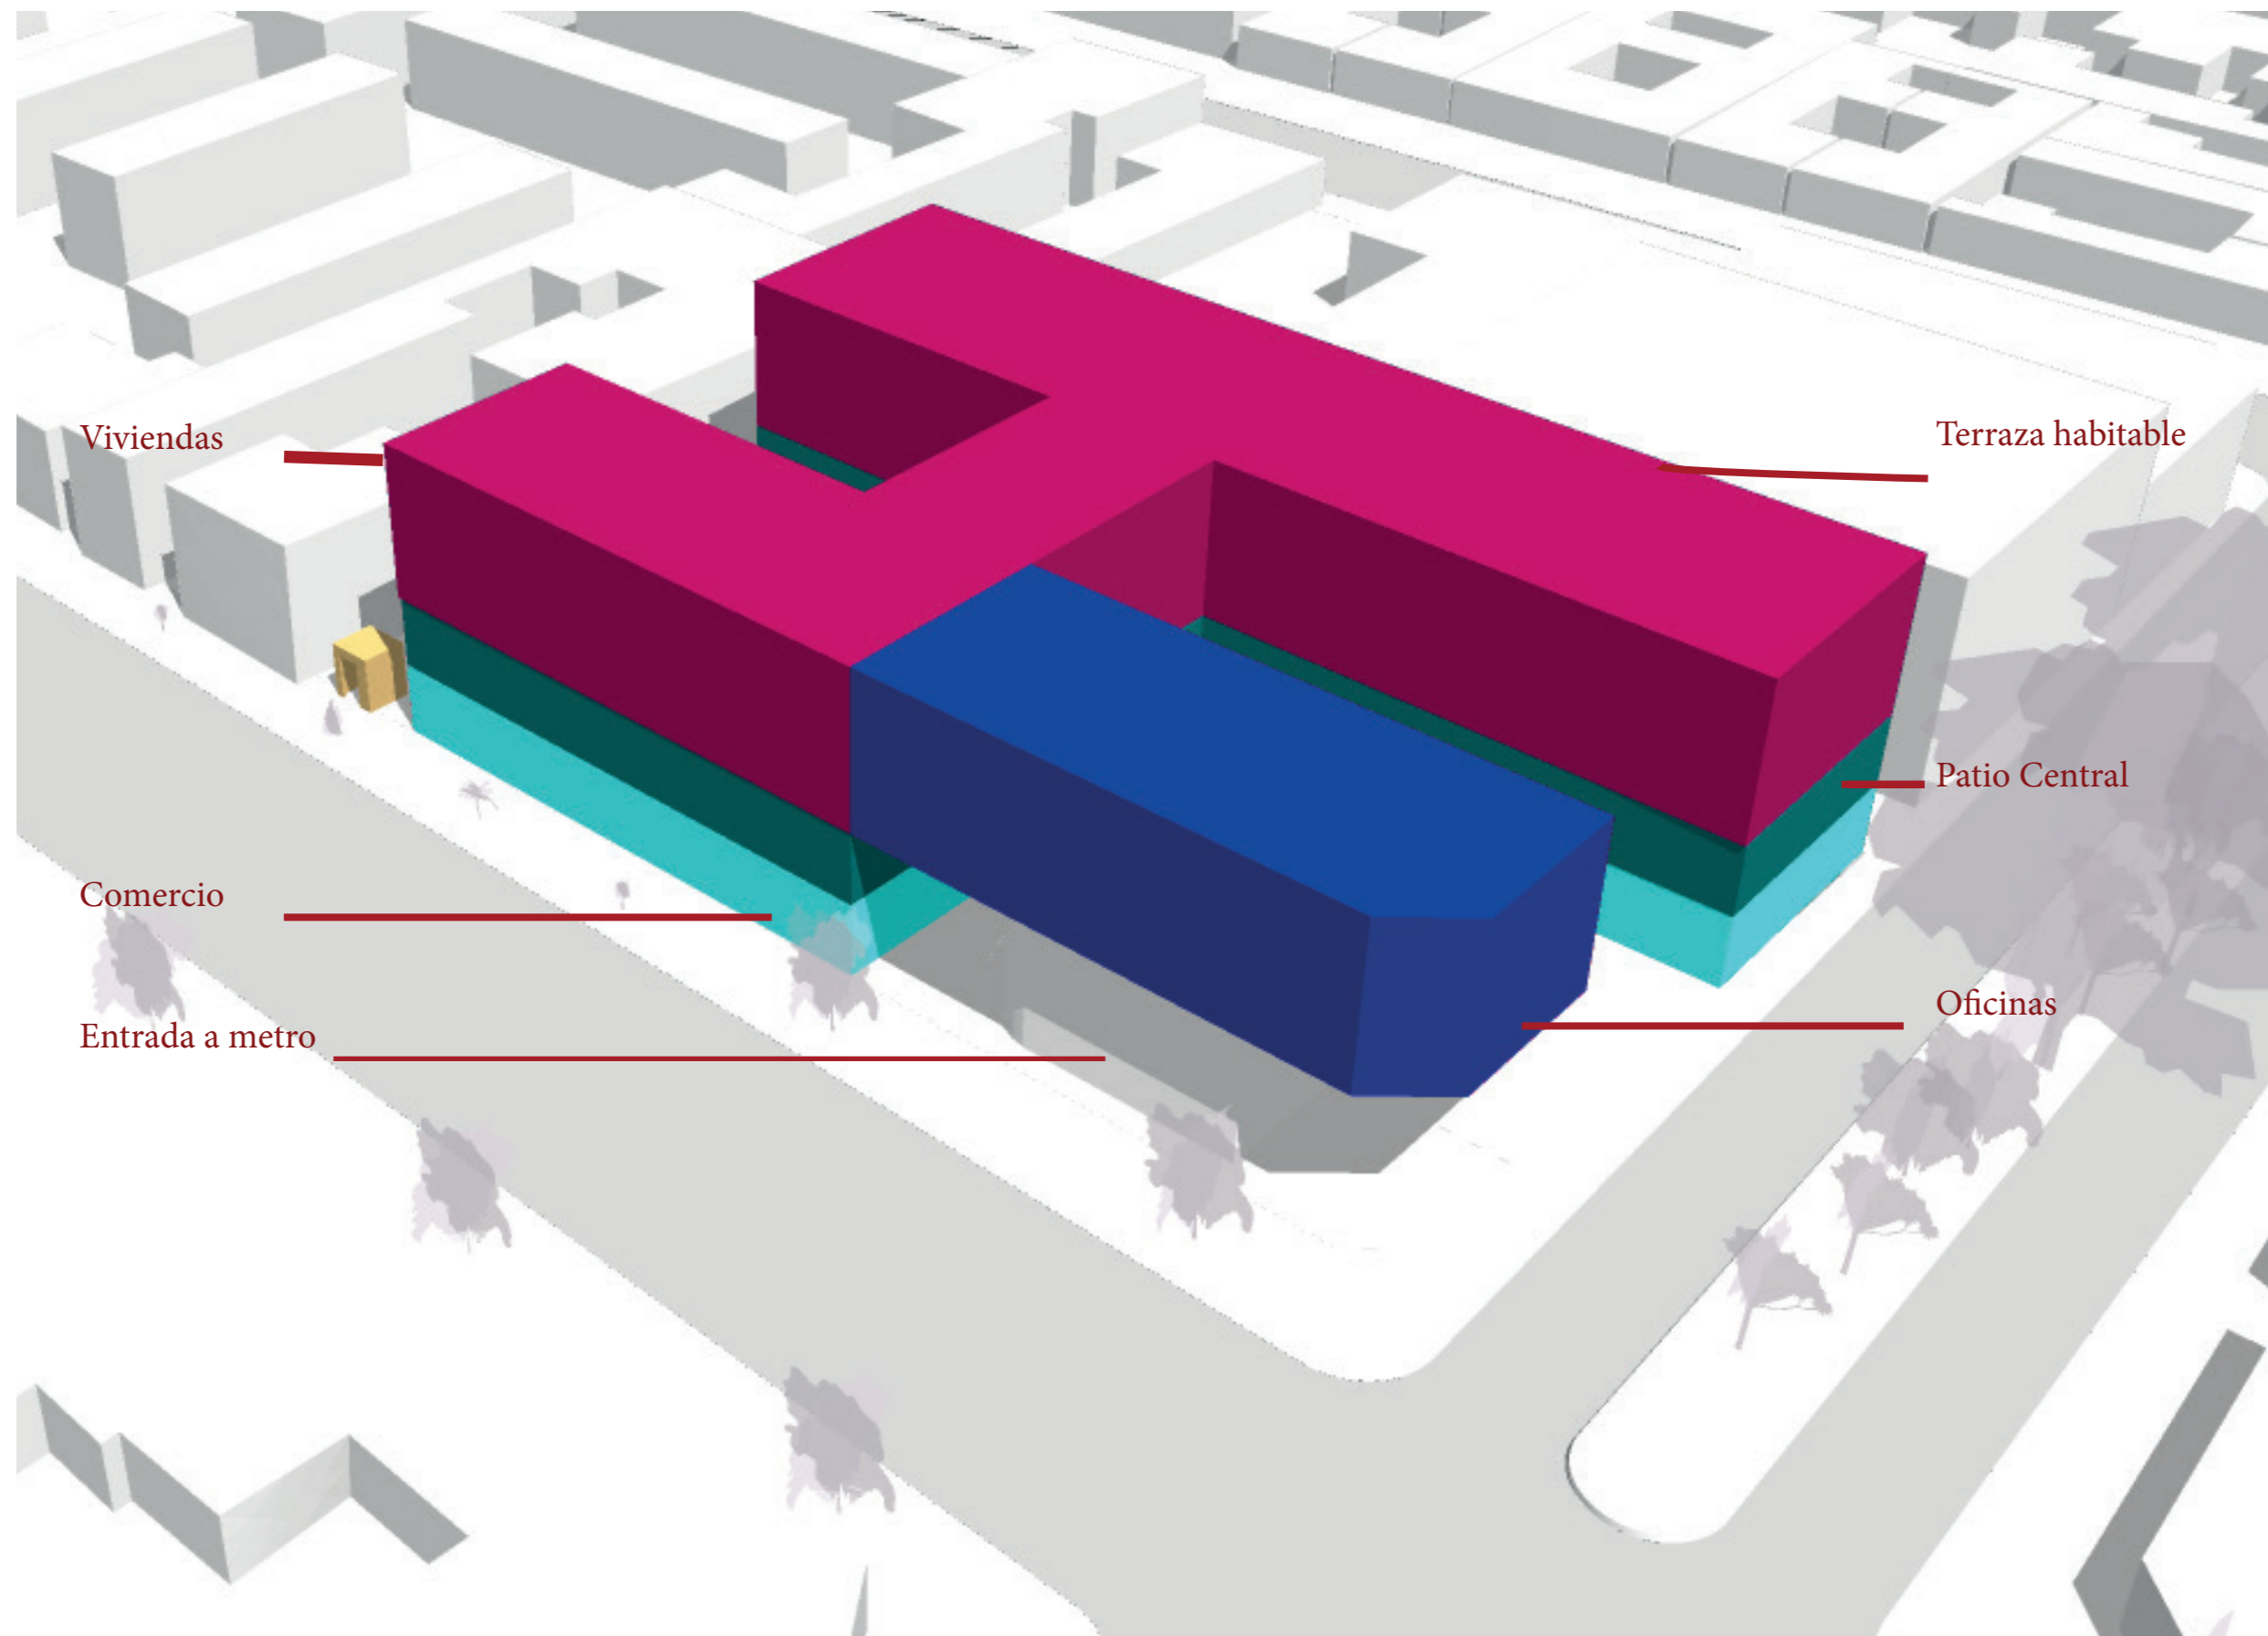 Viviendas
Terraza habitable
Patio Central
Comercio
Oficinas
Entrada a metro